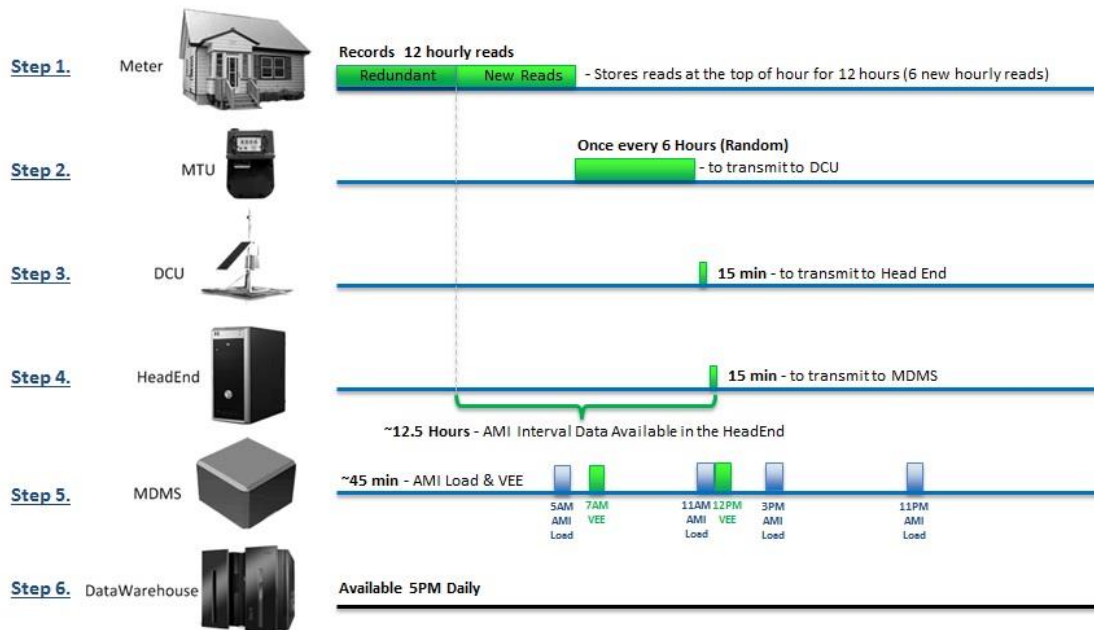 Records 12 hourly reads
Step 1.
Meter
Redundant
New Reads
- Stores reads at the top of hour for 12 hours (6 new hourly reads)
Once every 6 Hours (Random)
Step 2.
MTU
- to transmit to DCU
Step 3.
DCU
15 min - to transmit to Head End
Step 4.
HeadEnd
15 min - to transmit to MDMS
~12.5 Hours - AMI Interval Data Available in the HeadEnd
Step 5.
MDMS
~45 min - AMI Load & VEE
5AM
AMI
Load
7AM
VEE
11AM
AMI
Load
12PM
VEE
3PM
AMI
Load
11PM
AMI
Load
Step 6.
DataWarehouse
Available 5PM Daily